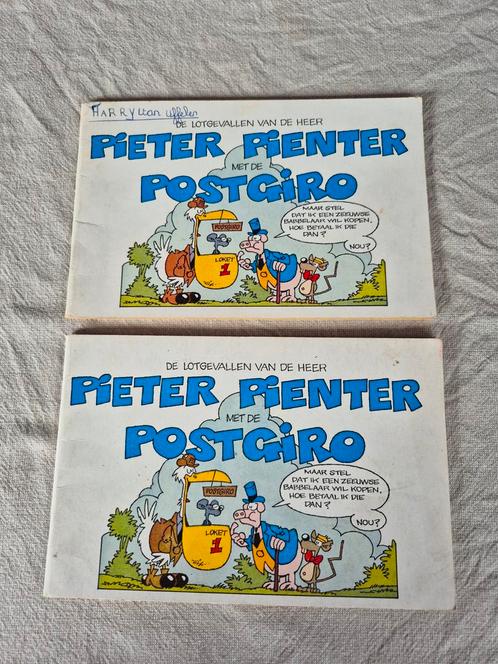 HARRY van Uffelen
DE LOTGEVALLEN VAN DE HEER
PIETER PIENTER
MET DE
POSTGIRO
MAAR STEL
DAT IK EEN ZEEUWSE
BABBELAAR WIL KOPEN,
HOE BETAAL IK DIE
DAN?
NOU?
POSTGIRO
LOKET
1
DE LOTGEVALLEN VAN DE HEER
PIETER PIENTER
MET DE
POSTGIRO
MAAR STEL
DAT IK EEN ZEEUWSE
BABBELAAR WIL KOPEN,
HOE BETAAL IK DIE
DAN?
NOU?
POSTGIRO
LOKET
1